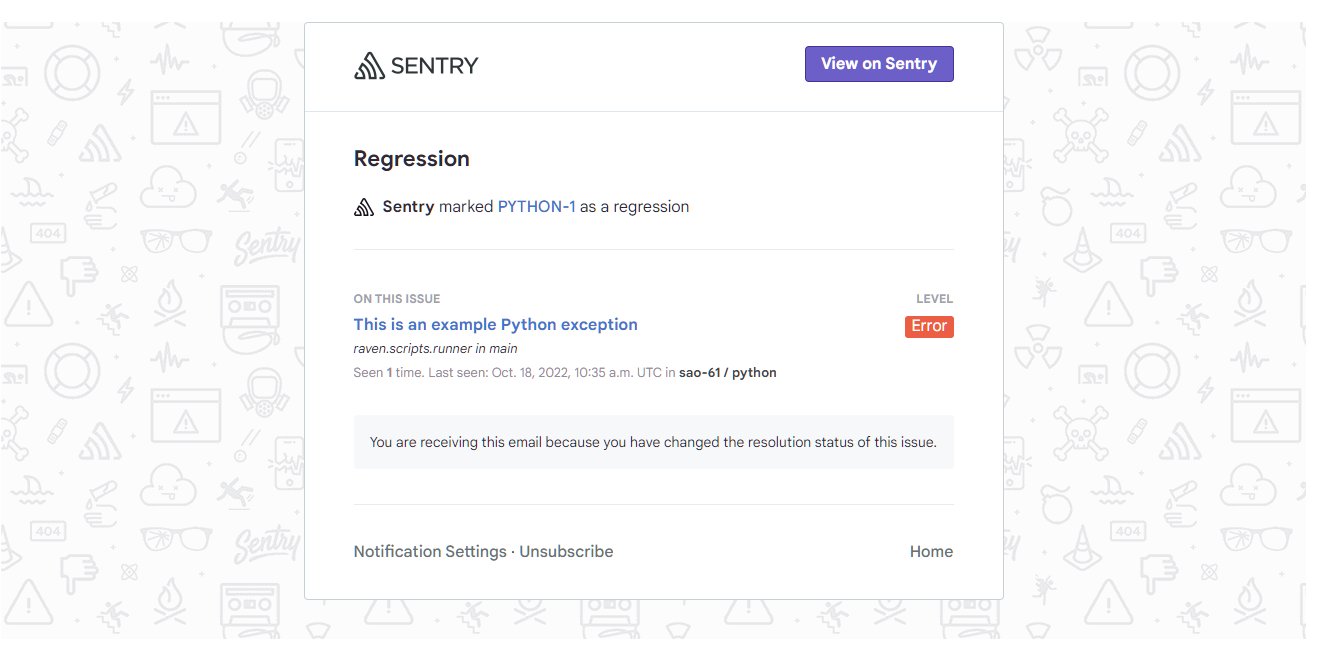 SENTRY
View on Sentry
Regression
Sentry marked PYTHON-1 as a regression
ON THIS ISSUE
LEVEL
This is an example Python exception
Error
raven.scripts.runner in main
Seen 1 time. Last seen: Oct. 18, 2022, 10:35 a.m. UTC in sao-61 / python
You are receiving this email because you have changed the resolution status of this issue.
Notification Settings · Unsubscribe
Home
404
Sentry
404
404
Sentry
404